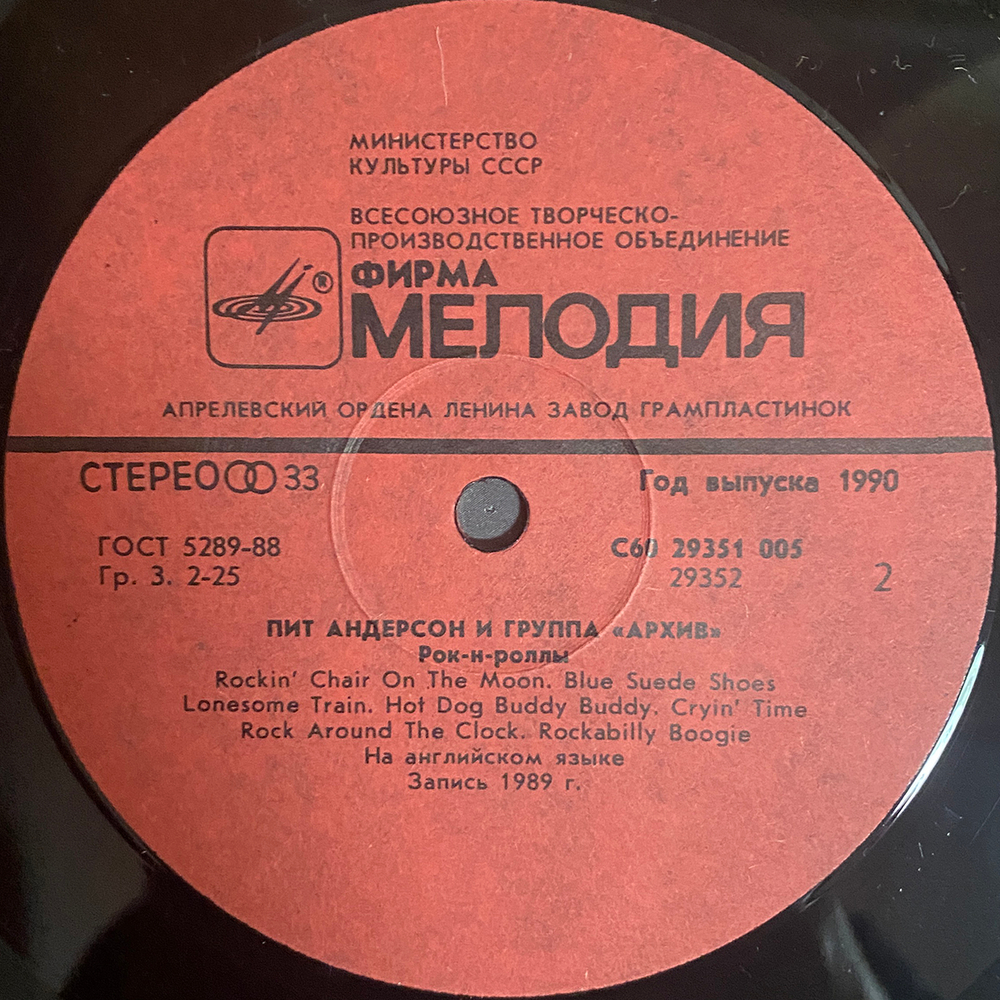 МИНИСТЕРСТВО
КУЛЬТУРЫ СССР
ВСЕСОЮЗНОЕ ТВОРЧЕСКО-
ПРОИЗВОДСТВЕННОЕ ОБЪЕДИНЕНИЕ
ФИРМА
®
МЕЛОДИЯ
АПРЕЛЕВСКИЙ ОРДЕНА ЛЕНИНА ЗАВОД ГРАМПЛАСТИНОК
СТЕРЕО 33
Год выпуска 1990
ГОСТ 5289-88
Гр. 3. 2-25
С60 29351 005
29352
2
ПИТ АНДЕРСОН И ГРУППА «АРХИВ»
Рок-н-роллы
Rockin' Chair On The Moon. Blue Suede Shoes
Lonesome Train. Hot Dog Buddy Buddy. Cryin' Time
Rock Around The Clock. Rockabilly Boogie
На английском языке
Запись 1989 г.